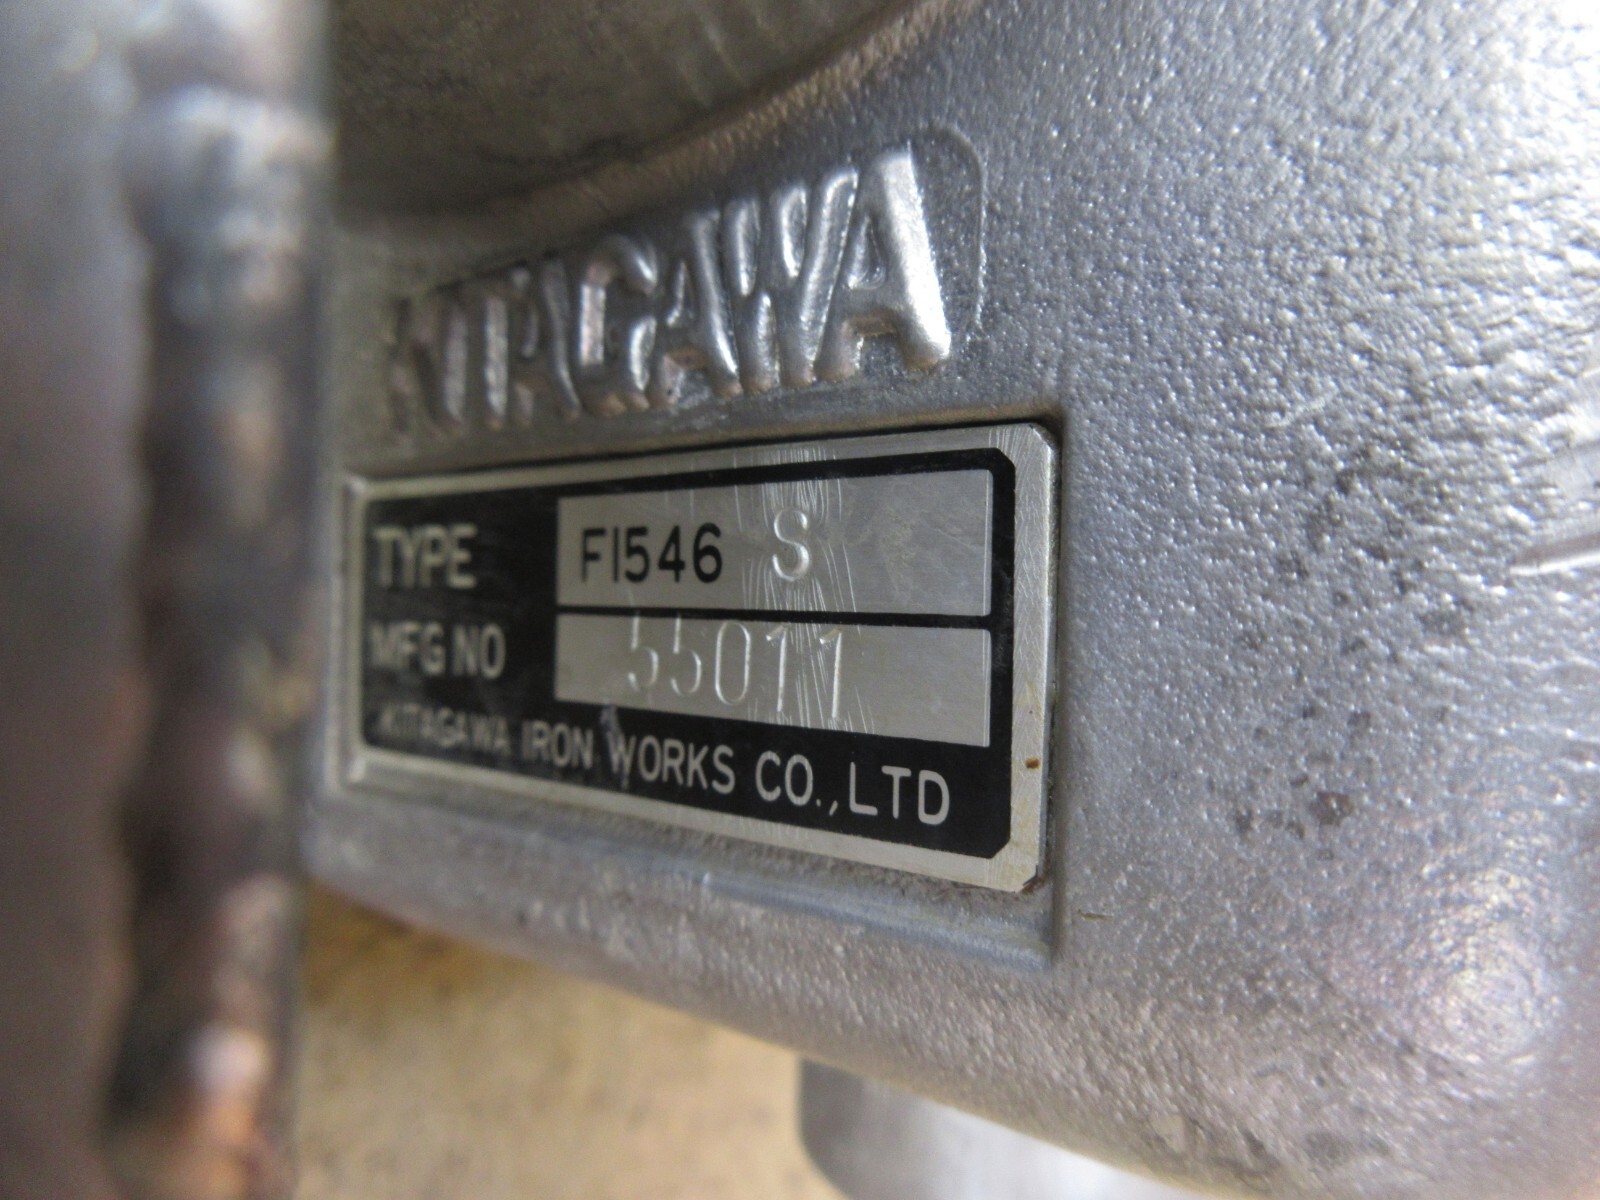 KITAGAWA
TYPE F1546 S
MFG NO 55011
KITAGAWA IRON WORKS CO., LTD